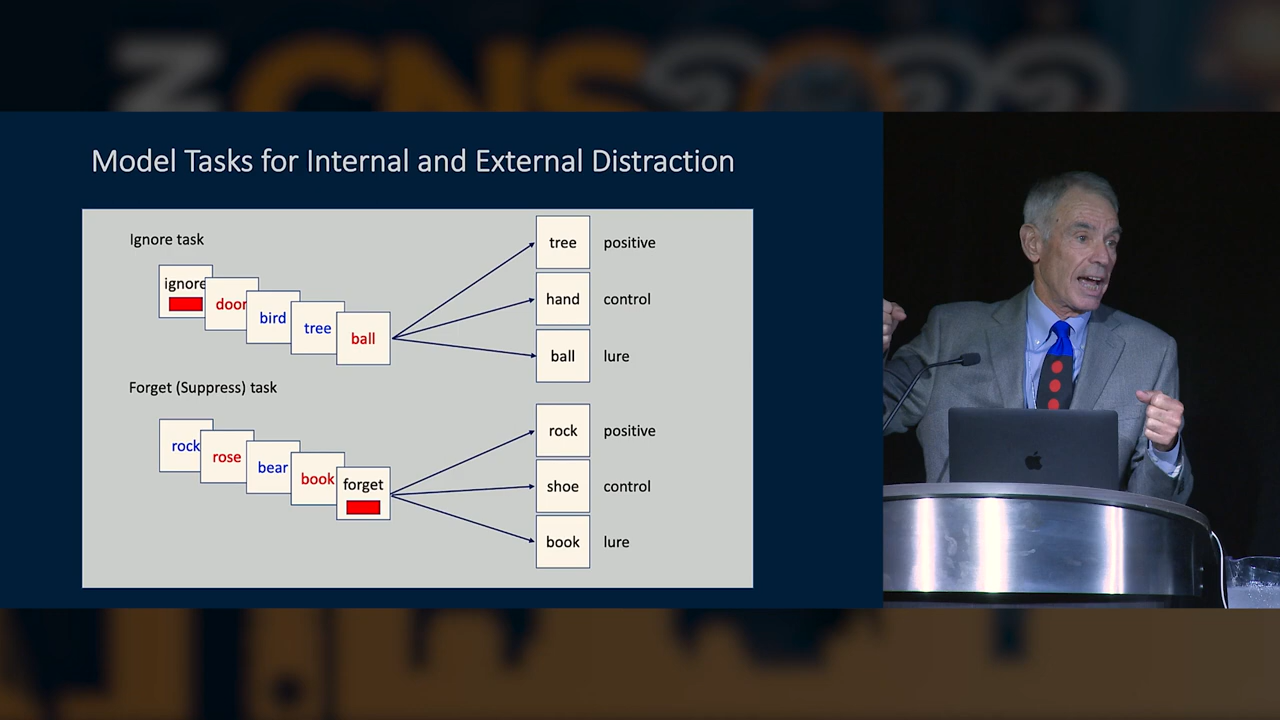 CNS2022
Model Tasks for Internal and External Distraction
Ignore task
ignore
door
bird
tree
ball
tree positive
hand control
ball lure
Forget (Suppress) task
rock
rose
bear
book
forget
rock positive
shoe control
book lure